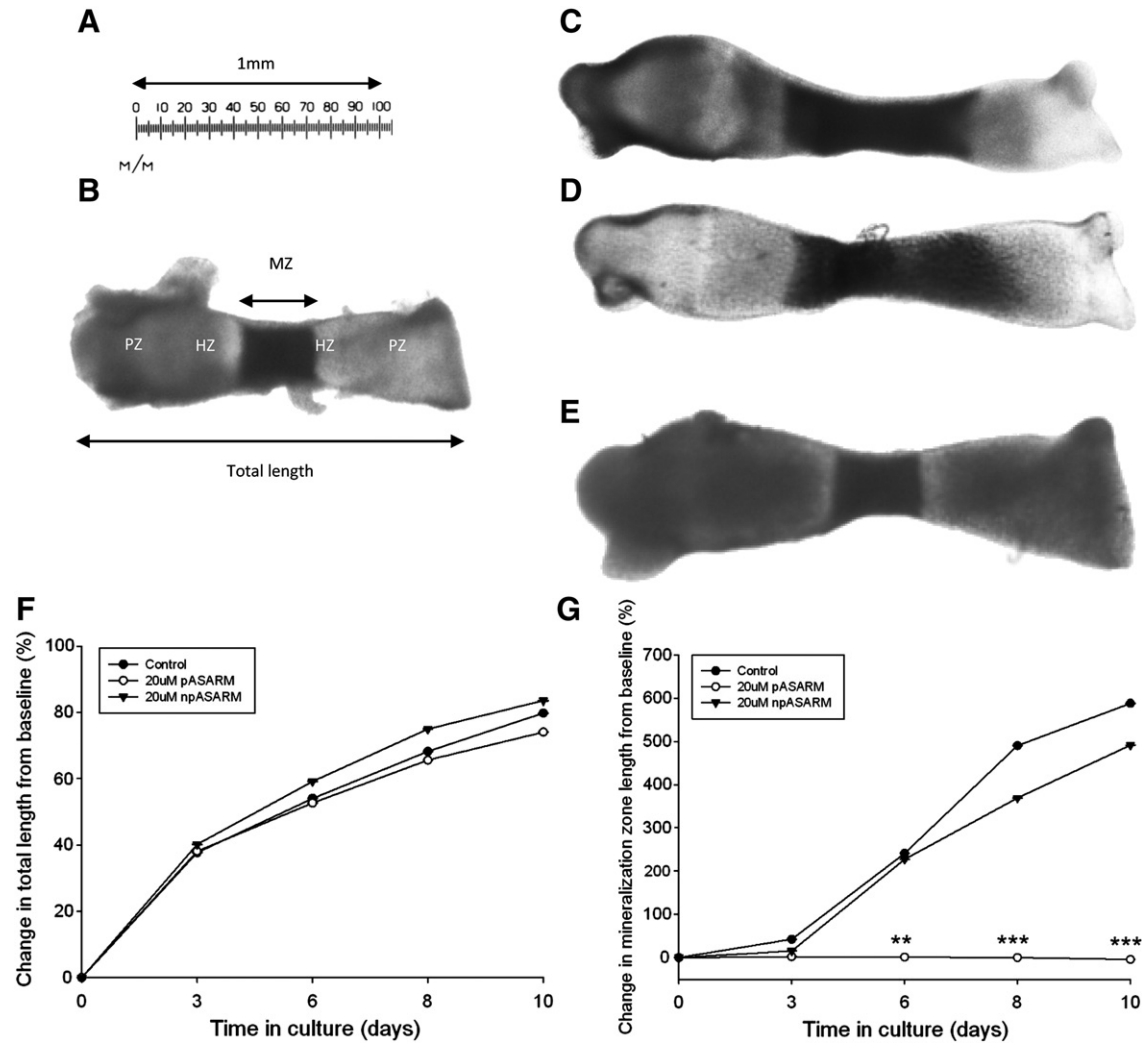 A
1mm
0 10 20 30 40 50 60 70 80 90 100
M/M
B
MZ
PZ HZ HZ PZ
Total length
C
D
E
F
Change in total length from baseline (%)
100
80
60
40
20
0
Control
20uM pASARM
20uM npASARM
0 3 6 8 10
Time in culture (days)
G
Change in mineralization zone length from baseline (%)
700
600
500
400
300
200
100
0
Control
20uM pASARM
20uM npASARM
** *** ***
0 3 6 8 10
Time in culture (days)